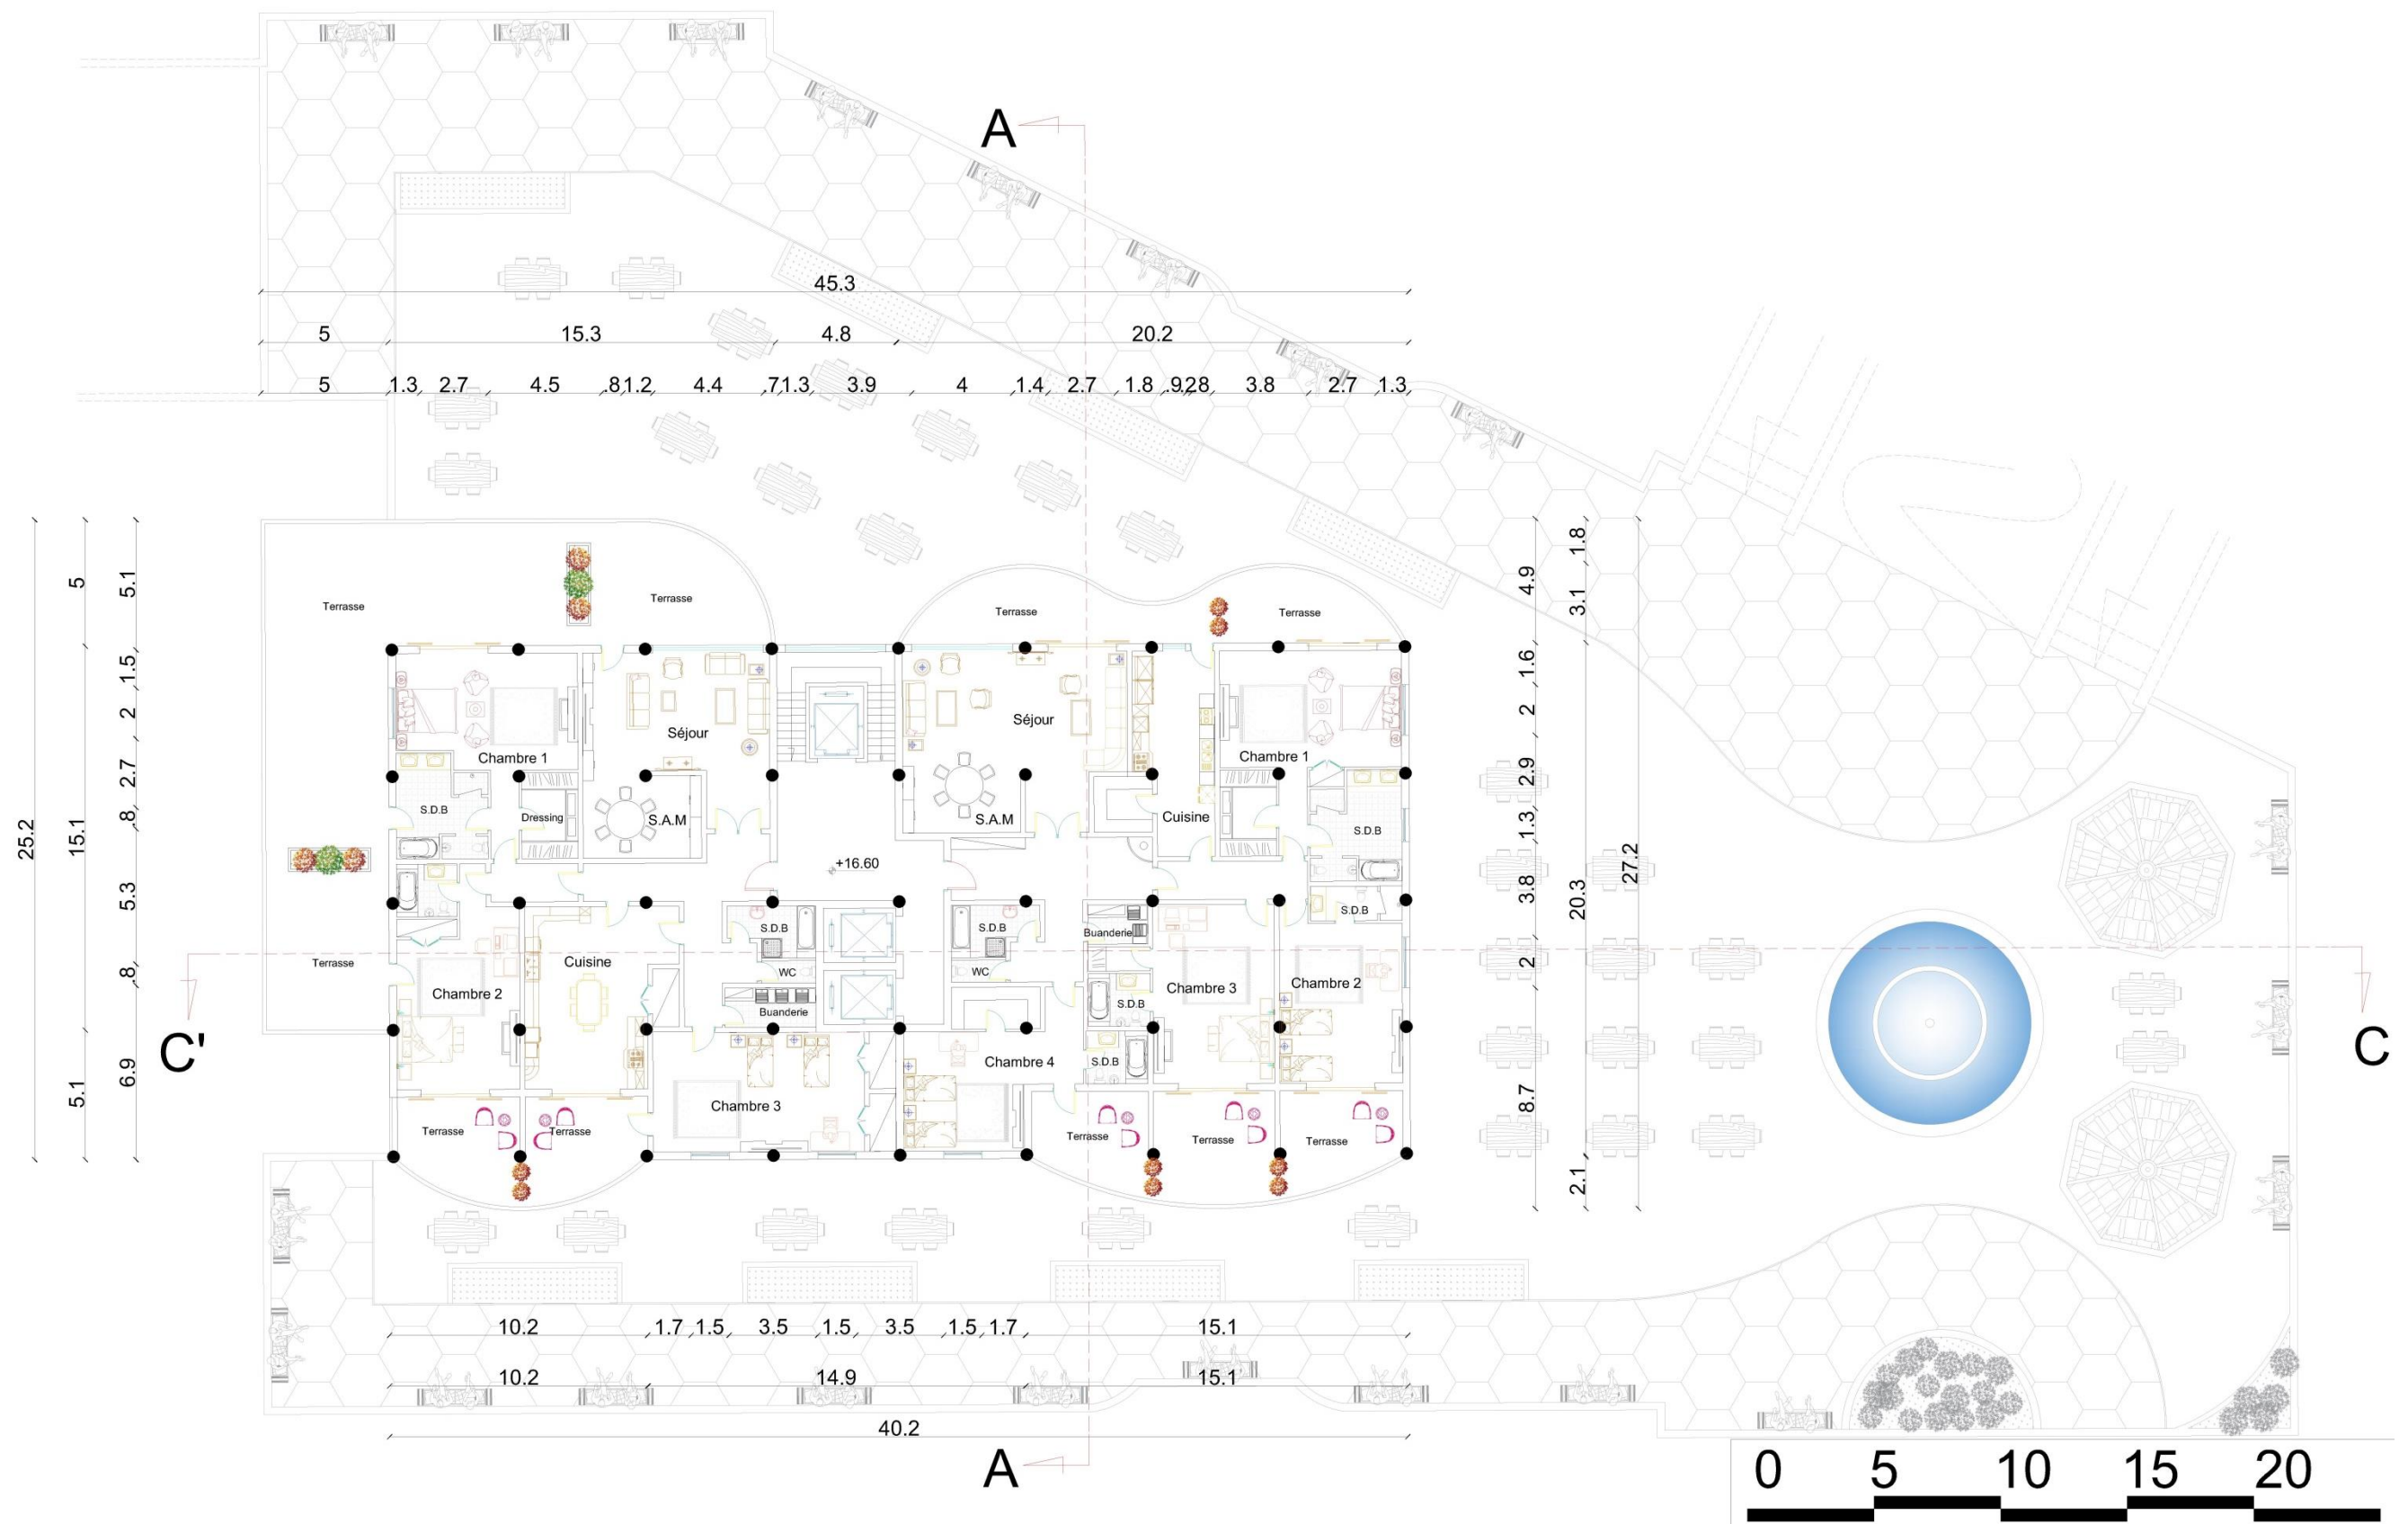 A
45.3
5 15.3 4.8 20.2
5 1.3 2.7 4.5 .8 1.2 4.4 .7 1.3 3.9 4 1.4 2.7 1.8 .9 .2 .8 3.8 2.7 1.3
25.2
5 15.1 5.1
5.1 1.5 2 2.7 .8 5.3 .8 6.9
4.9 1.6 2 2.9 1.3 3.8 2 8.7
1.8 3.1 20.3 2.1
27.2
Terrasse
Terrasse
Terrasse
Terrasse
Séjour
Séjour
Chambre 1
Chambre 1
S.D.B
Dressing
S.A.M
S.A.M
Cuisine
S.D.B
+16.60
S.D.B
S.D.B
S.D.B
Buanderie
Terrasse
Cuisine
WC
WC
Chambre 2
Chambre 3
Chambre 2
S.D.B
Buanderie
C'
C
Chambre 4
S.D.B
Chambre 3
Terrasse
Terrasse
Terrasse
Terrasse
Terrasse
10.2 1.7 1.5 3.5 1.5 3.5 1.5 1.7 15.1
10.2 14.9 15.1
40.2
A
0 5 10 15 20